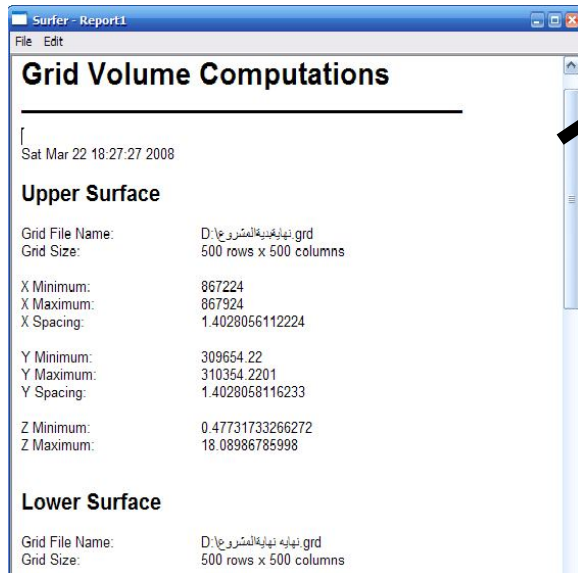 Surfer - Report1
File Edit
Grid Volume Computations
Sat Mar 22 18:27:27 2008
Upper Surface
Grid File Name: D:\نهايةبديةالمشروع.grd
Grid Size: 500 rows x 500 columns
X Minimum: 867224
X Maximum: 867924
X Spacing: 1.4028056112224
Y Minimum: 309654.22
Y Maximum: 310354.2201
Y Spacing: 1.4028058116233
Z Minimum: 0.47731733266272
Z Maximum: 18.08986785998
Lower Surface
Grid File Name: D:\نهايه نهايةالمشروع.grd
Grid Size: 500 rows x 500 columns